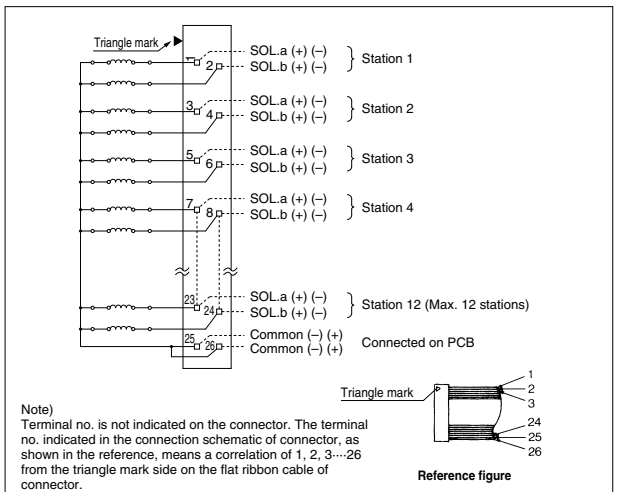 Triangle mark
1 SOL.a (+) (–)
2 SOL.b (+) (–)
Station 1
3 SOL.a (+) (–)
4 SOL.b (+) (–)
Station 2
5 SOL.a (+) (–)
6 SOL.b (+) (–)
Station 3
7 SOL.a (+) (–)
8 SOL.b (+) (–)
Station 4
23 SOL.a (+) (–)
24 SOL.b (+) (–)
Station 12 (Max. 12 stations)
25 Common (–) (+)
26 Common (–) (+)
Connected on PCB
Triangle mark
1
2
3
24
25
26
Reference figure
Note)
Terminal no. is not indicated on the connector. The terminal
no. indicated in the connection schematic of connector, as
shown in the reference, means a correlation of 1, 2, 3····26
from the triangle mark side on the flat ribbon cable of
connector.